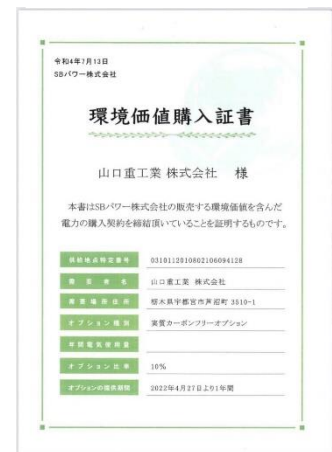 令和4年7月13日
SBパワー株式会社
環境価値購入証書
山口重工業 株式会社 様
本書はSBパワー株式会社の販売する環境価値を含んだ
電力の購入契約を締結頂いていることを証明するものです。
供給地点特定番号 0310112810802106094128
需要者名 山口重工業 株式会社
需要場所住所 栃木県宇都宮市芦沼町 3510-1
オプション種別 実質カーボンフリーオプション
年間電気使用量
オプション比率 10%
オプションの提供期間 2022年4月27日より1年間